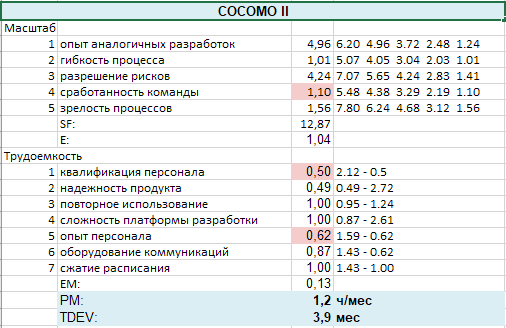 COCOMO II
Масштаб
1 опыт аналогичных разработок 4,96 6.20 4.96 3.72 2.48 1.24
2 гибкость процесса 1,01 5.07 4.05 3.04 2.03 1.01
3 разрешение рисков 4,24 7.07 5.65 4.24 2.83 1.41
4 сработанность команды 1,10 5.48 4.38 3.29 2.19 1.10
5 зрелость процессов 1,56 7.80 6.24 4.68 3.12 1.56
SF: 12,87
E: 1,04
Трудоемкость
1 квалификация персонала 0,50 2.12 - 0.5
2 надежность продукта 0,49 0.49 - 2.72
3 повторное использование 1,00 0.95 - 1.24
4 сложность платформы разработки 1,00 0.87 - 2.61
5 опыт персонала 0,62 1.59 - 0.62
6 оборудование коммуникаций 0,87 1.43 - 0.62
7 сжатие расписания 1,00 1.43 - 1.00
EM: 0,13
PM: 1,2 ч/мес
TDEV: 3,9 мес